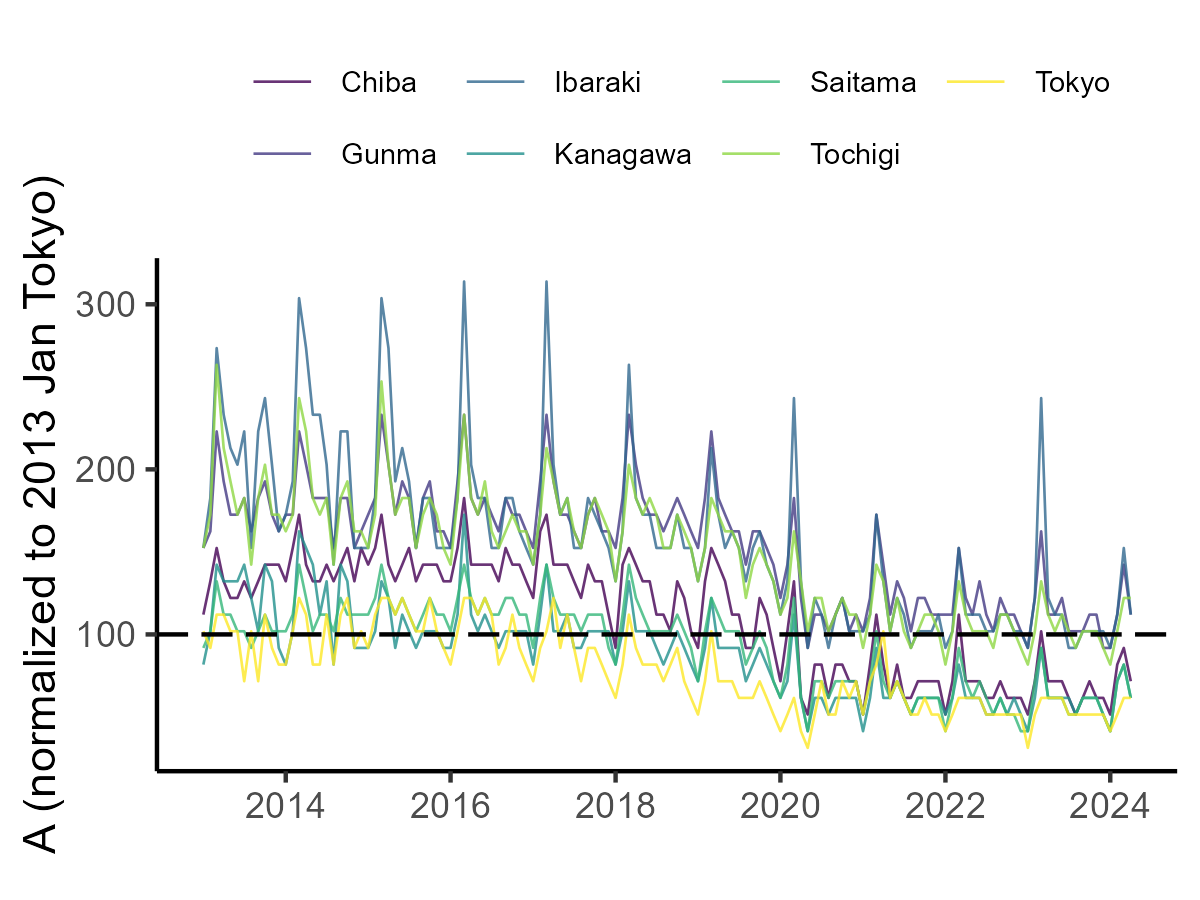 Chiba Ibaraki Saitama Tokyo
Gunma Kanagawa Tochigi
A (normalized to 2013 Jan Tokyo)
300
200
100
2014 2016 2018 2020 2022 2024